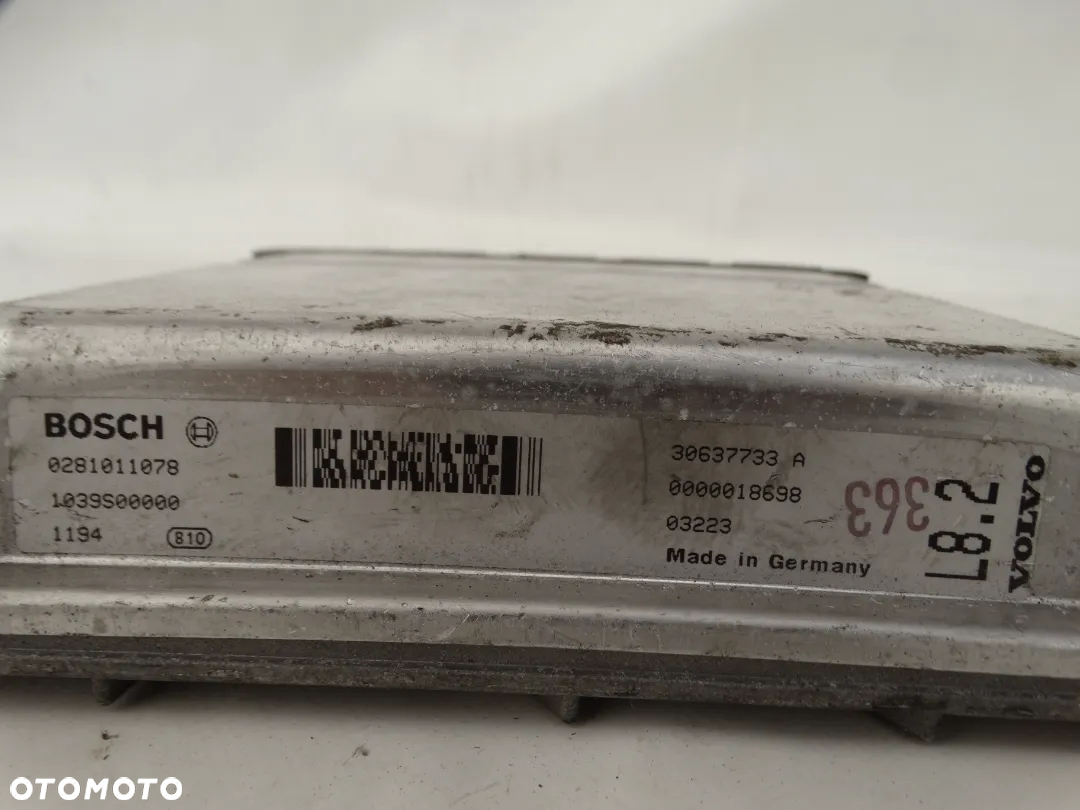 BOSCH
0281011078
1039S00000
1194 810
30637733 A
0000018698
03223
Made in Germany
363
L8.2
VOLVO
OTOMOTO